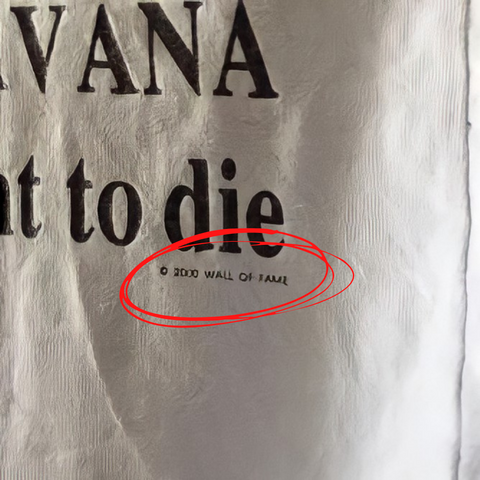 VANA
t to die
© 2000 WALL OF FAME